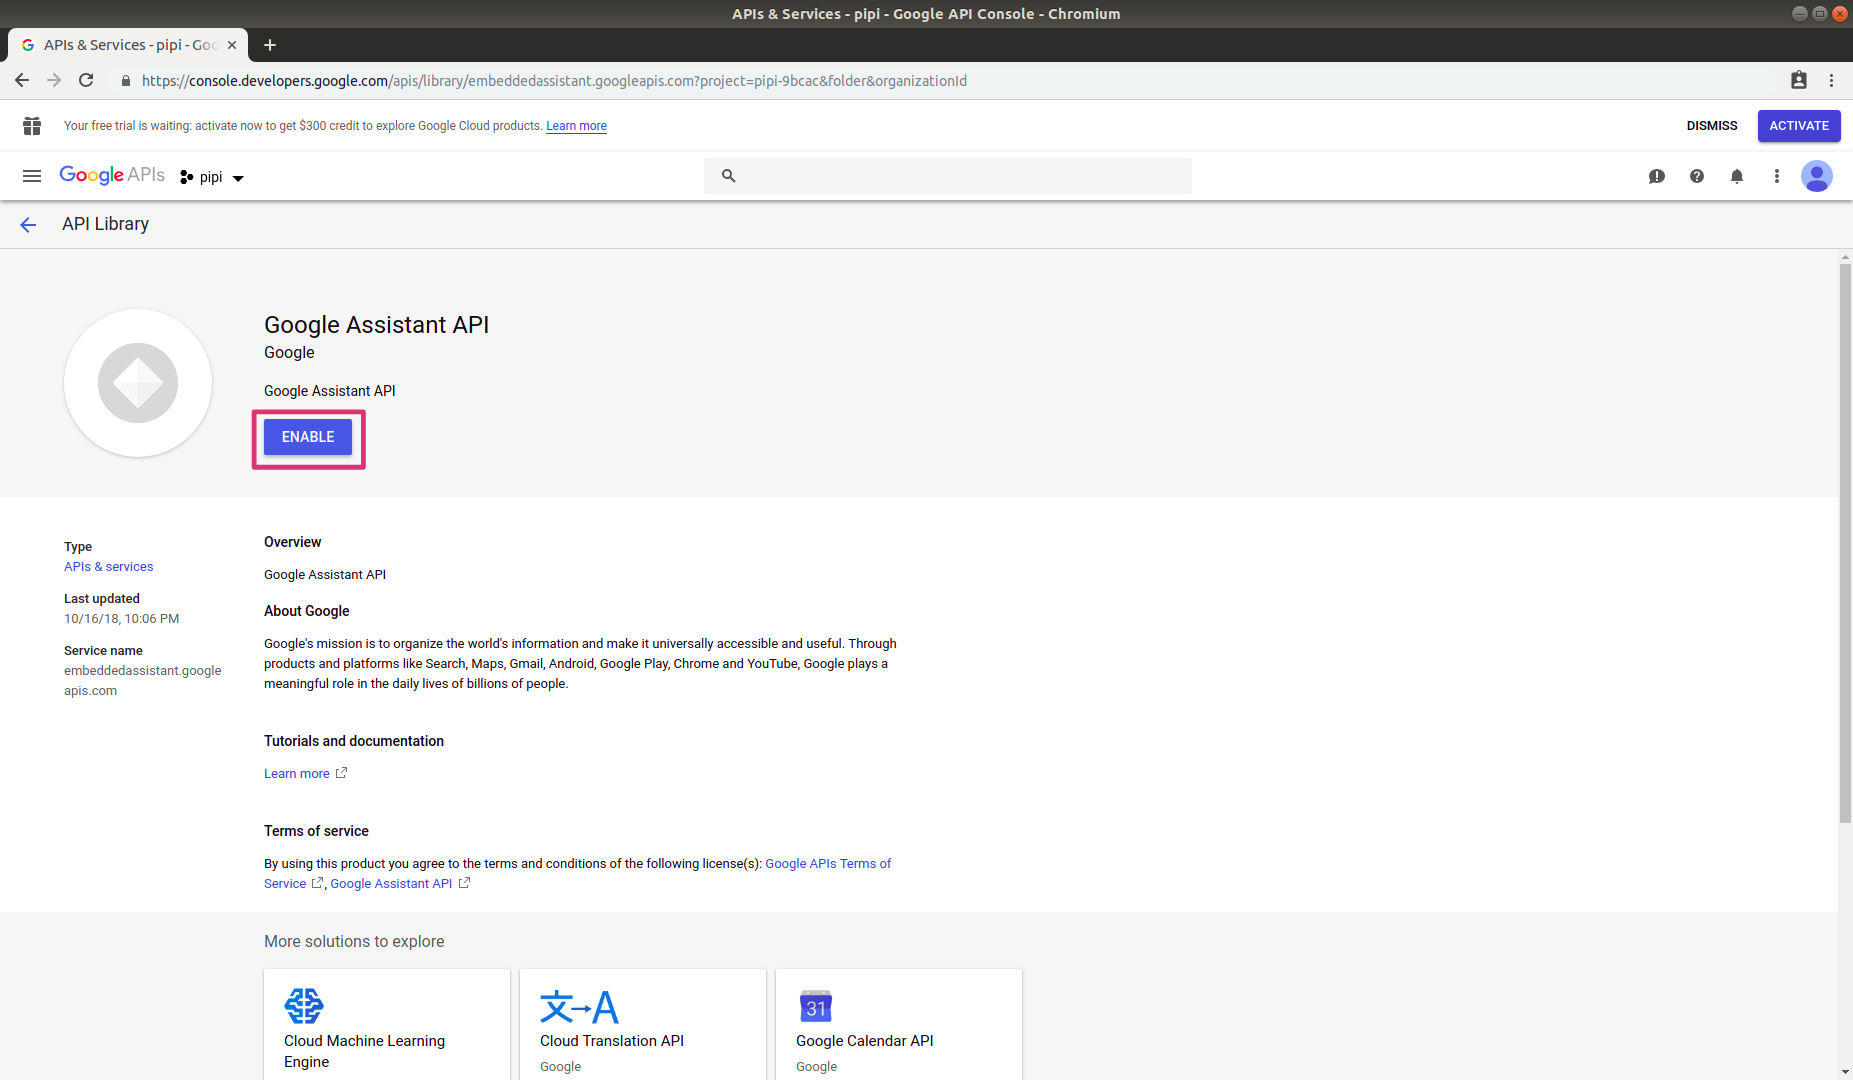 APIs & Services - pipi - Google API Console - Chromium
APIs & Services - pipi - Goo
https://console.developers.google.com/apis/library/embeddedassistant.googleapis.com?project=pipi-9bcac&folder&organizationId
Your free trial is waiting: activate now to get $300 credit to explore Google Cloud products. Learn more
DISMISS
ACTIVATE
Google APIs
pipi
API Library
Google Assistant API
Google
Google Assistant API
ENABLE
Type
APIs & services
Last updated
10/16/18, 10:06 PM
Service name
embeddedassistant.google
apis.com
Overview
Google Assistant API
About Google
Google's mission is to organize the world's information and make it universally accessible and useful. Through
products and platforms like Search, Maps, Gmail, Android, Google Play, Chrome and YouTube, Google plays a
meaningful role in the daily lives of billions of people.
Tutorials and documentation
Learn more
Terms of service
By using this product you agree to the terms and conditions of the following license(s): Google APIs Terms of
Service , Google Assistant API
More solutions to explore
Cloud Machine Learning
Engine
文→A
Cloud Translation API
Google
31
Google Calendar API
Google